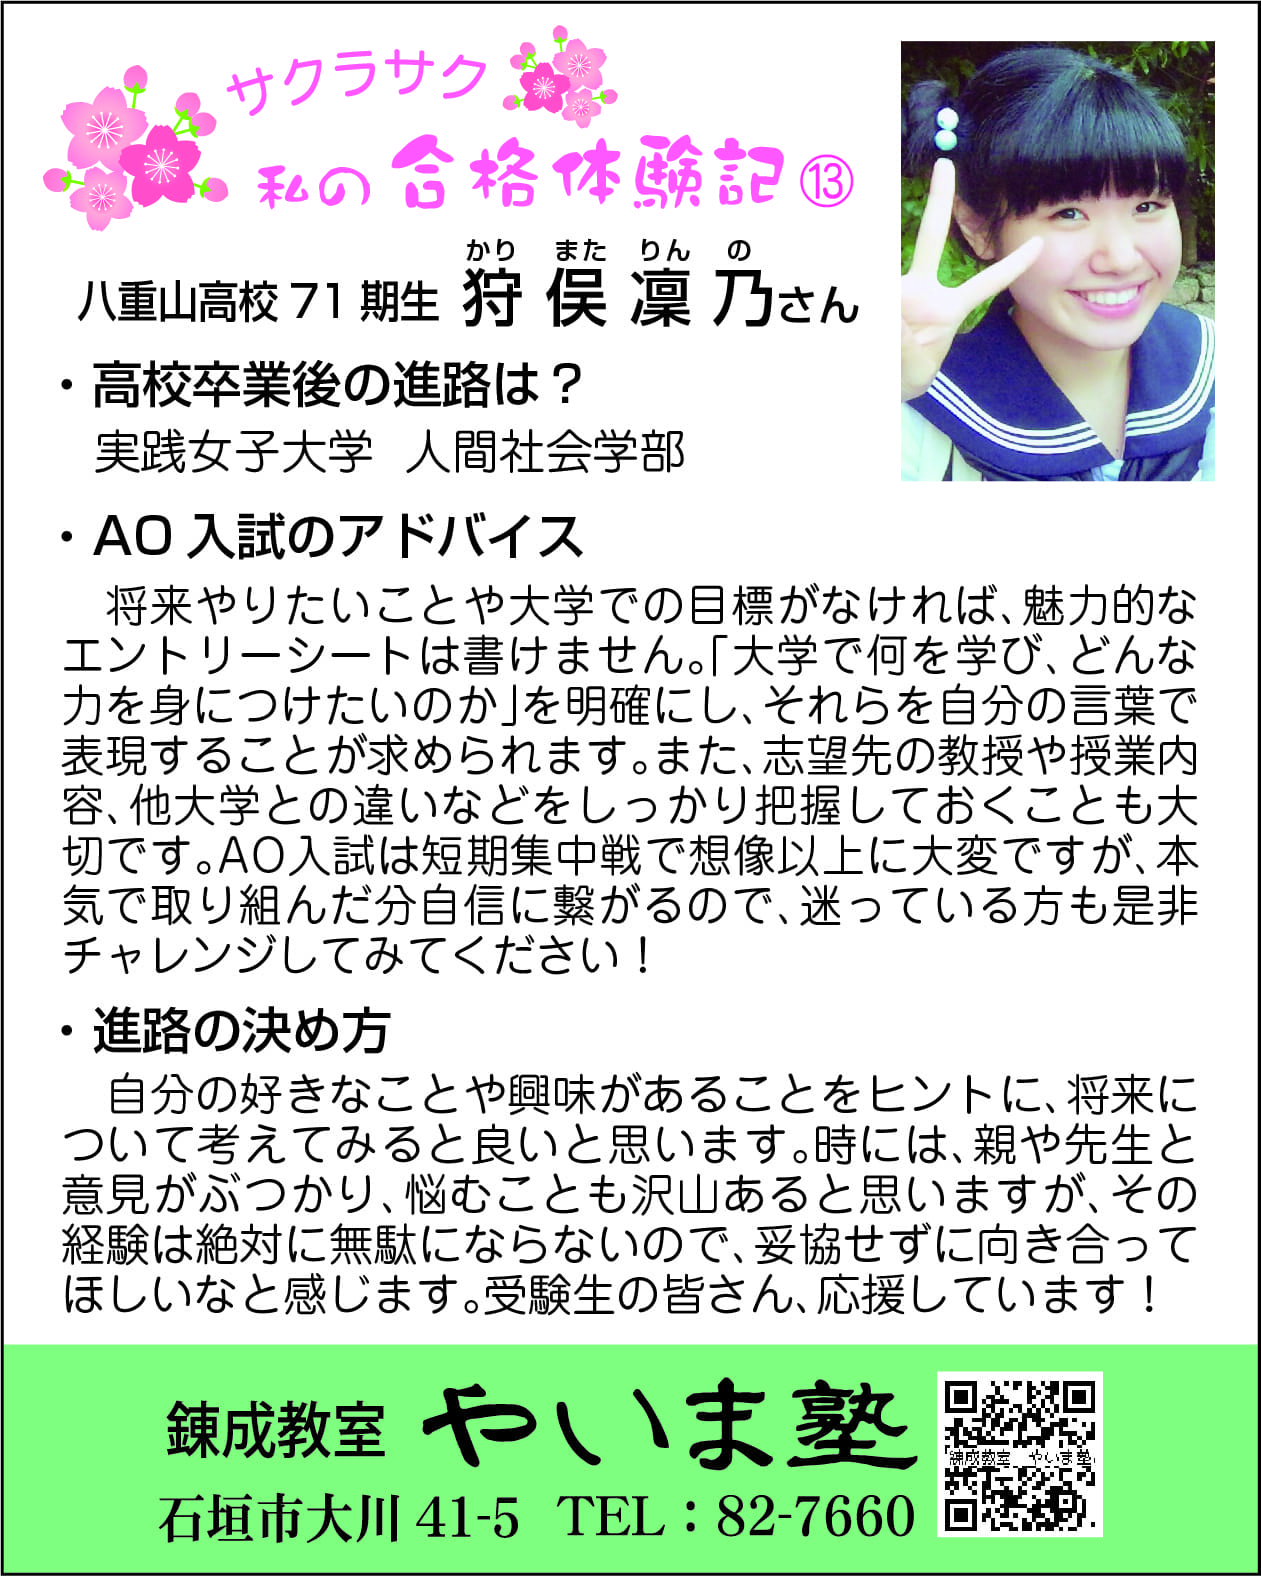 サクラサク
私の合格体験記⑬
かり また りん の
八重山高校71期生 狩俣凜乃さん
・高校卒業後の進路は？
実践女子大学 人間社会学部
・AO入試のアドバイス
将来やりたいことや大学での目標がなければ、魅力的な
エントリーシートは書けません。「大学で何を学び、どんな
力を身につけたいのか」を明確にし、それらを自分の言葉で
表現することが求められます。また、志望先の教授や授業内
容、他大学との違いなどをしっかり把握しておくことも大
切です。AO入試は短期集中戦で想像以上に大変ですが、本
気で取り組んだ分自信に繋がるので、迷っている方も是非
チャレンジしてみてください！
・進路の決め方
自分の好きなことや興味があることをヒントに、将来に
ついて考えてみると良いと思います。時には、親や先生と
意見がぶつかり、悩むことも沢山あると思いますが、その
経験は絶対に無駄にならないので、妥協せずに向き合って
ほしいなと感じます。受験生の皆さん、応援しています！
錬成教室 やいま塾
錬成教室 やいま塾
石垣市大川41-5 TEL：82-7660